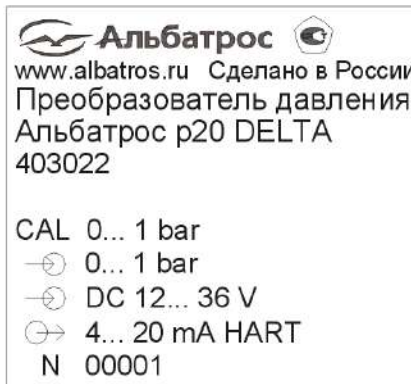 Альбатрос
www.albatros.ru Сделано в России
Преобразователь давления
Альбатрос p20 DELTA
403022
CAL 0... 1 bar
0... 1 bar
DC 12... 36 V
4... 20 mA HART
N 00001